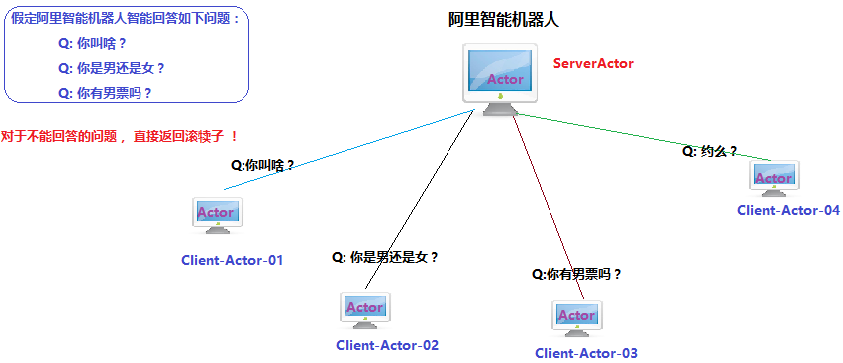 假定阿里智能机器人智能回答如下问题：
Q: 你叫啥？
Q: 你是男还是女？
Q: 你有男票吗？
对于不能回答的问题， 直接返回滚犊子 ！
阿里智能机器人
Actor
ServerActor
Q:你叫啥？
Actor
Client-Actor-01
Q: 你是男还是女？
Actor
Client-Actor-02
Q:你有男票吗？
Actor
Client-Actor-03
Q: 约么？
Actor
Client-Actor-04